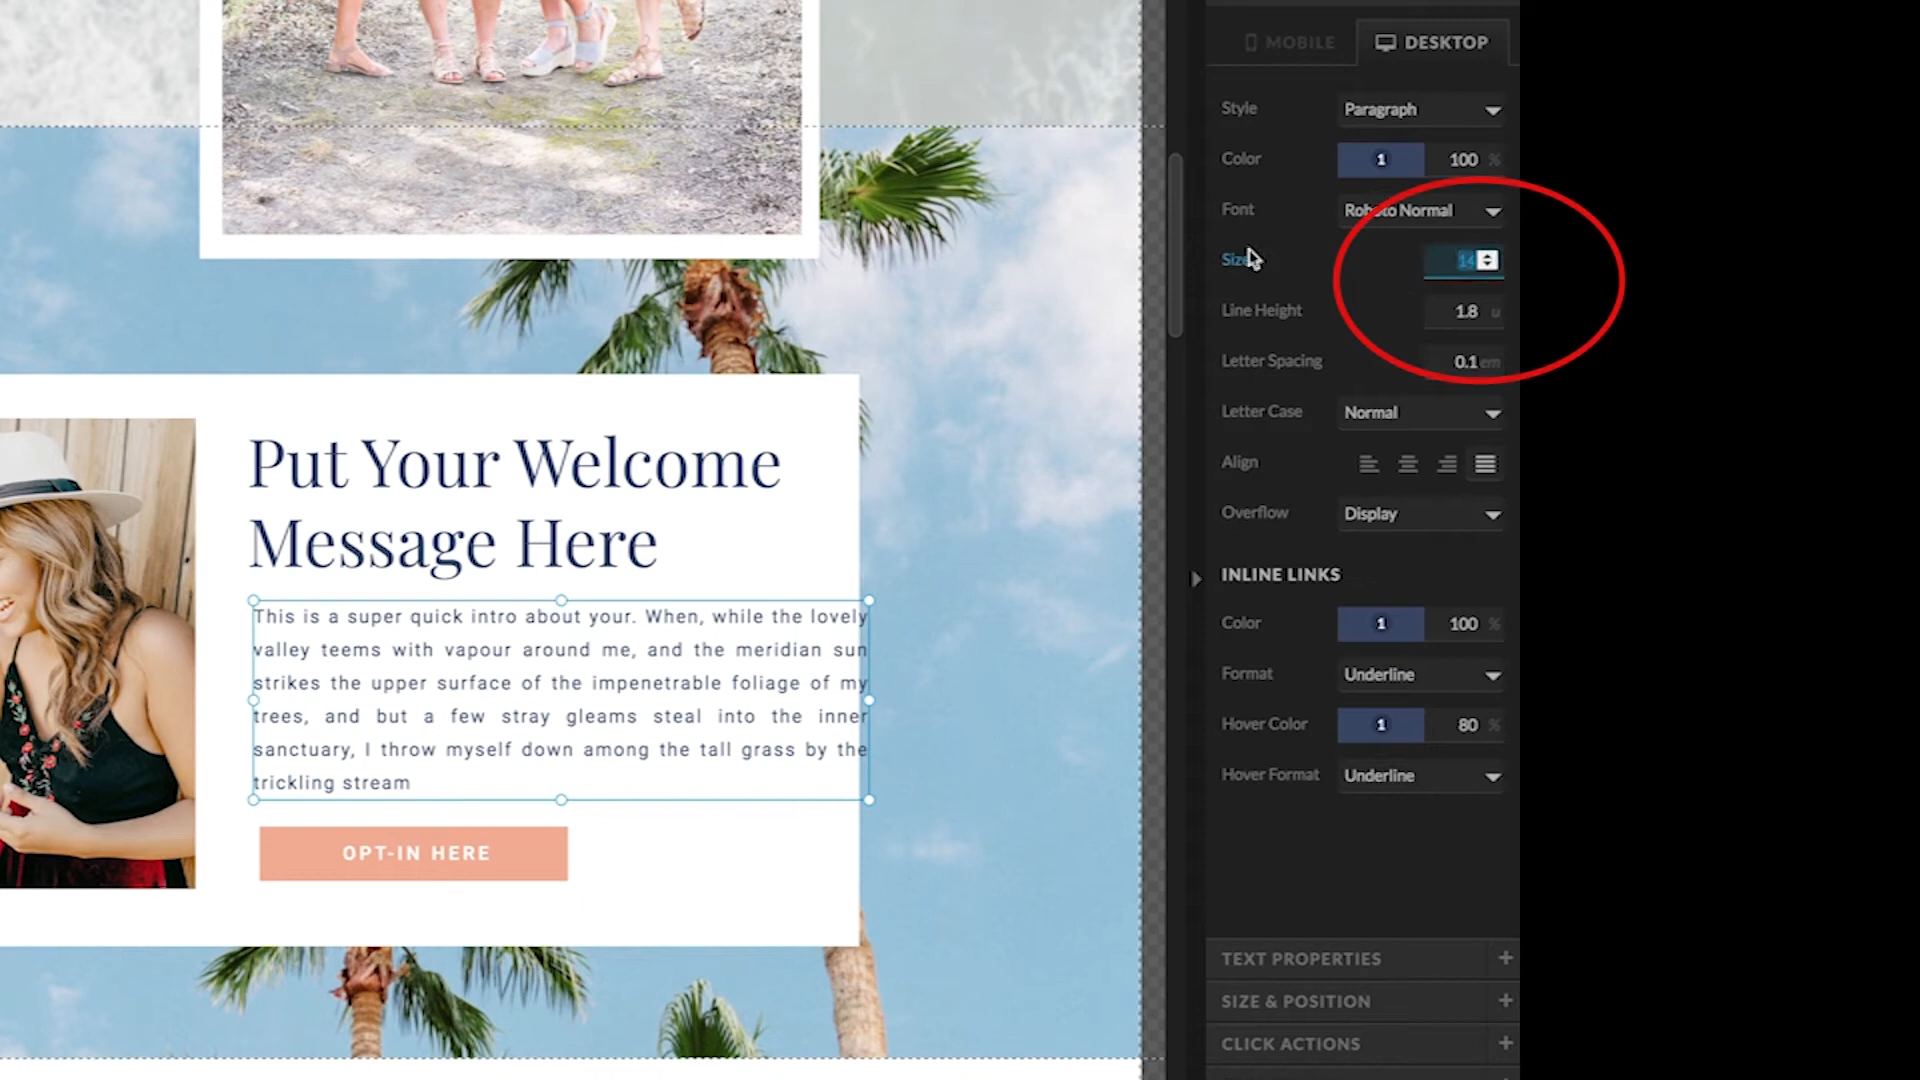 Put Your Welcome
Message Here
This is a super quick intro about your. When, while the lovely
valley teems with vapour around me, and the meridian sun
strikes the upper surface of the impenetrable foliage of my
trees, and but a few stray gleams steal into the inner
sanctuary, I throw myself down among the tall grass by the
trickling stream
OPT-IN HERE
MOBILE DESKTOP
Style Paragraph
Color 1 100 %
Font Roboto Normal
Size 14
Line Height 1.8 u
Letter Spacing 0.1 em
Letter Case Normal
Align
Overflow Display
INLINE LINKS
Color 1 100 %
Format Underline
Hover Color 1 80 %
Hover Format Underline
TEXT PROPERTIES +
SIZE & POSITION +
CLICK ACTIONS +